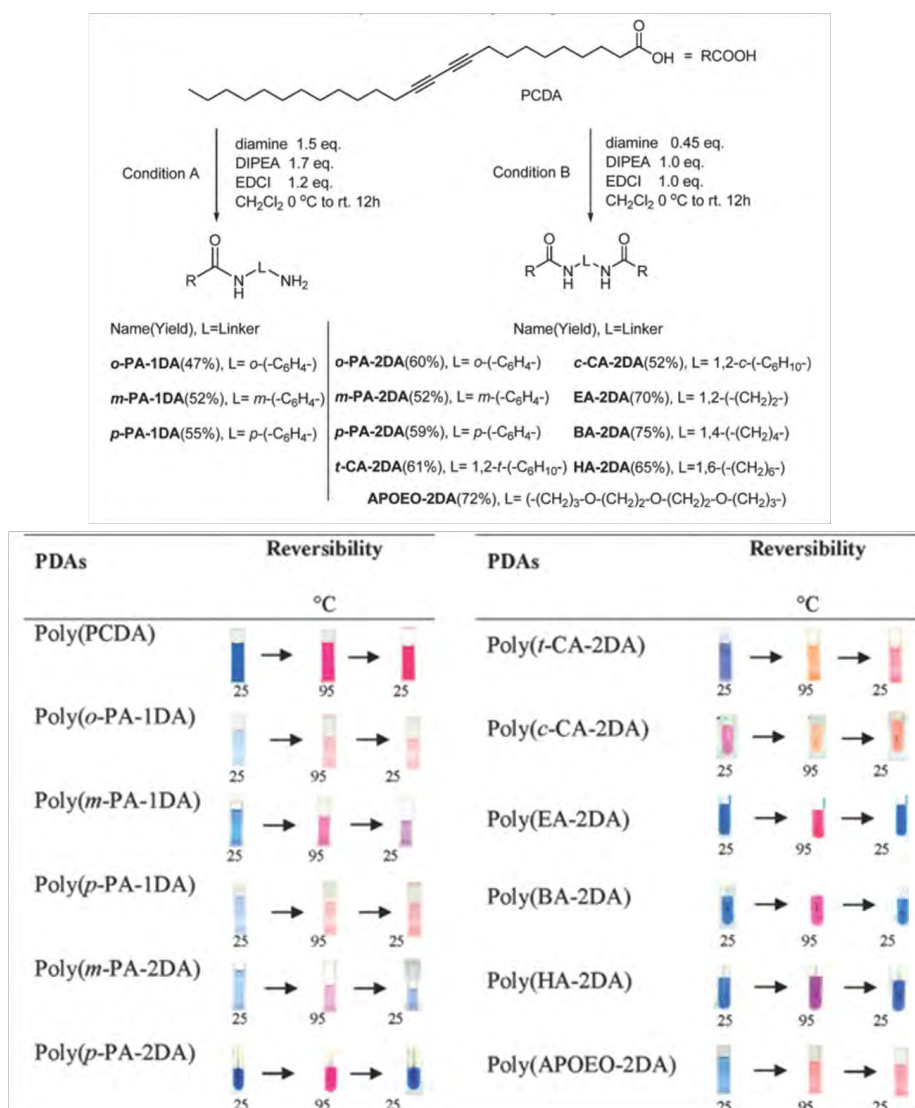 O
OH = RCOOH
PCDA
Condition A
diamine 1.5 eq.
DIPEA 1.7 eq.
EDCI 1.2 eq.
CH₂Cl₂ 0 °C to rt. 12h
Condition B
diamine 0.45 eq.
DIPEA 1.0 eq.
EDCI 1.0 eq.
CH₂Cl₂ 0 °C to rt. 12h
O
R N L NH₂
H
O O
R N L N R
H H
Name(Yield), L=Linker
o-PA-1DA(47%), L= o-(-C₆H₄-)
m-PA-1DA(52%), L= m-(-C₆H₄-)
p-PA-1DA(55%), L= p-(-C₆H₄-)
Name(Yield), L=Linker
o-PA-2DA(60%), L= o-(-C₆H₄-) c-CA-2DA(52%), L= 1,2-c-(-C₆H₁₀-)
m-PA-2DA(52%), L= m-(-C₆H₄-) EA-2DA(70%), L= 1,2-(-(CH₂)₂-)
p-PA-2DA(59%), L= p-(-C₆H₄-) BA-2DA(75%), L= 1,4-(-(CH₂)₄-)
t-CA-2DA(61%), L= 1,2-t-(-C₆H₁₀-) HA-2DA(65%), L=1,6-(-(CH₂)₆-)
APOEO-2DA(72%), L= (-(CH₂)₃-O-(CH₂)₂-O-(CH₂)₂-O-(CH₂)₃-)
PDAs Reversibility
°C
Poly(PCDA)
25 95 25
Poly(o-PA-1DA)
25 95 25
Poly(m-PA-1DA)
25 95 25
Poly(p-PA-1DA)
25 95 25
Poly(m-PA-2DA)
25 95 25
Poly(p-PA-2DA)
25 95 25
PDAs Reversibility
°C
Poly(t-CA-2DA)
25 95 25
Poly(c-CA-2DA)
25 95 25
Poly(EA-2DA)
25 95 25
Poly(BA-2DA)
25 95 25
Poly(HA-2DA)
25 95 25
Poly(APOEO-2DA)
25 95 25